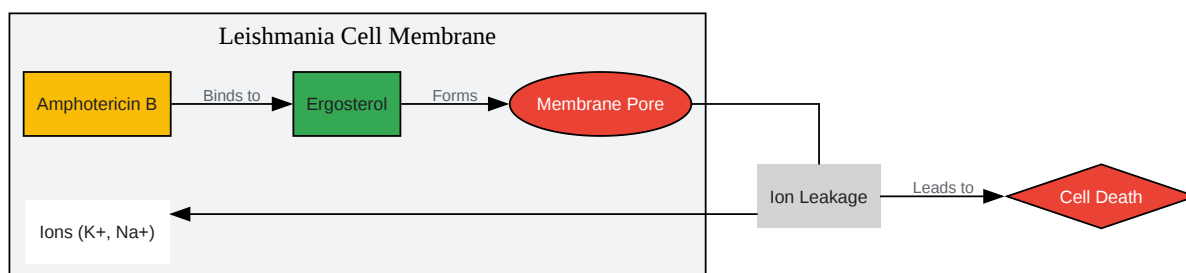 Leishmania Cell Membrane
Amphotericin B
Binds to
Ergosterol
Forms
Membrane Pore
Ion Leakage
Leads to
Cell Death
Ions (K+, Na+)